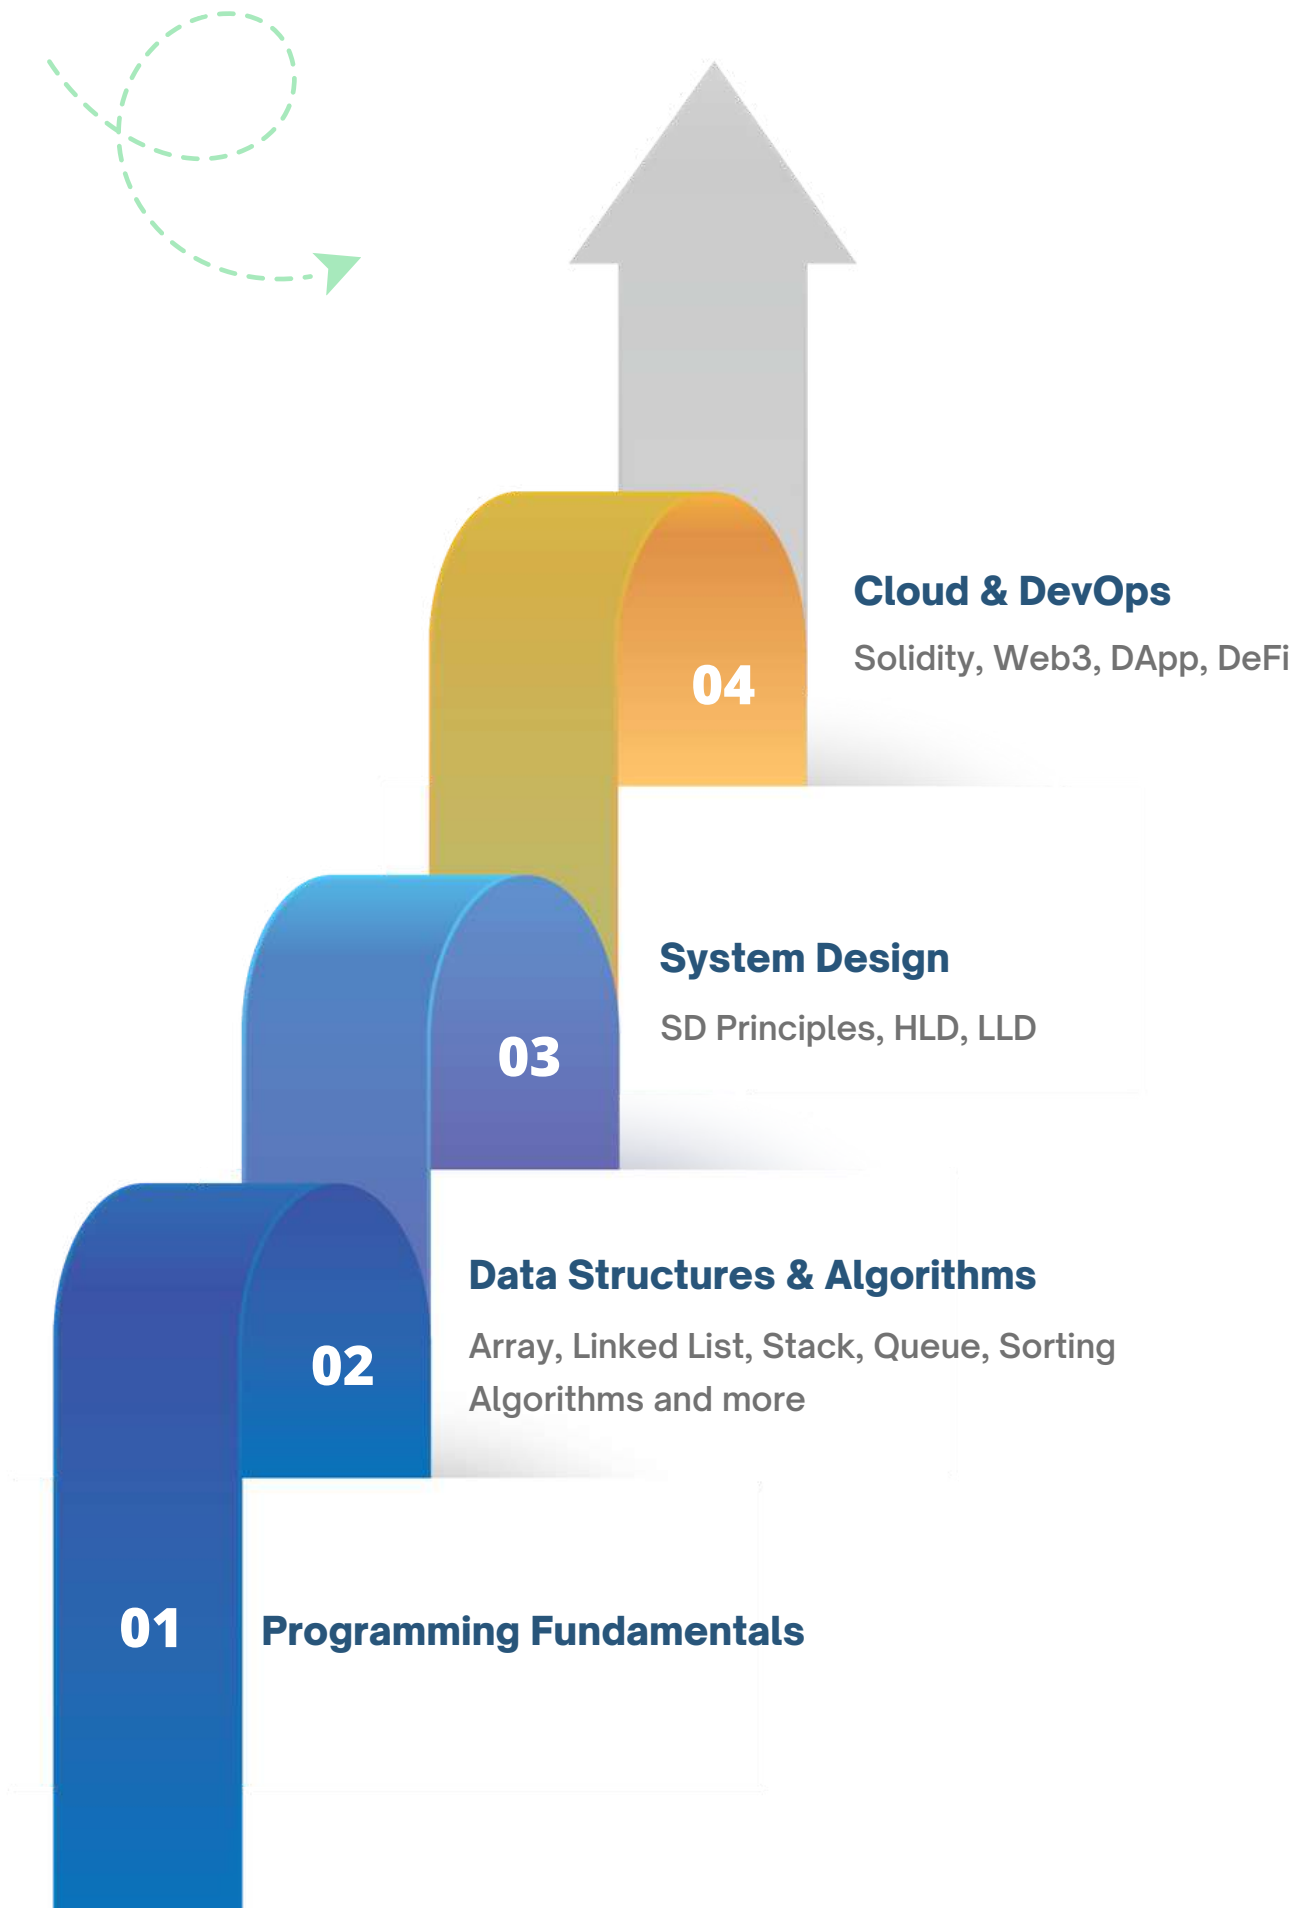 04
Cloud & DevOps
Solidity, Web3, DApp, DeFi
03
System Design
SD Principles, HLD, LLD
02
Data Structures & Algorithms
Array, Linked List, Stack, Queue, Sorting
Algorithms and more
01
Programming Fundamentals